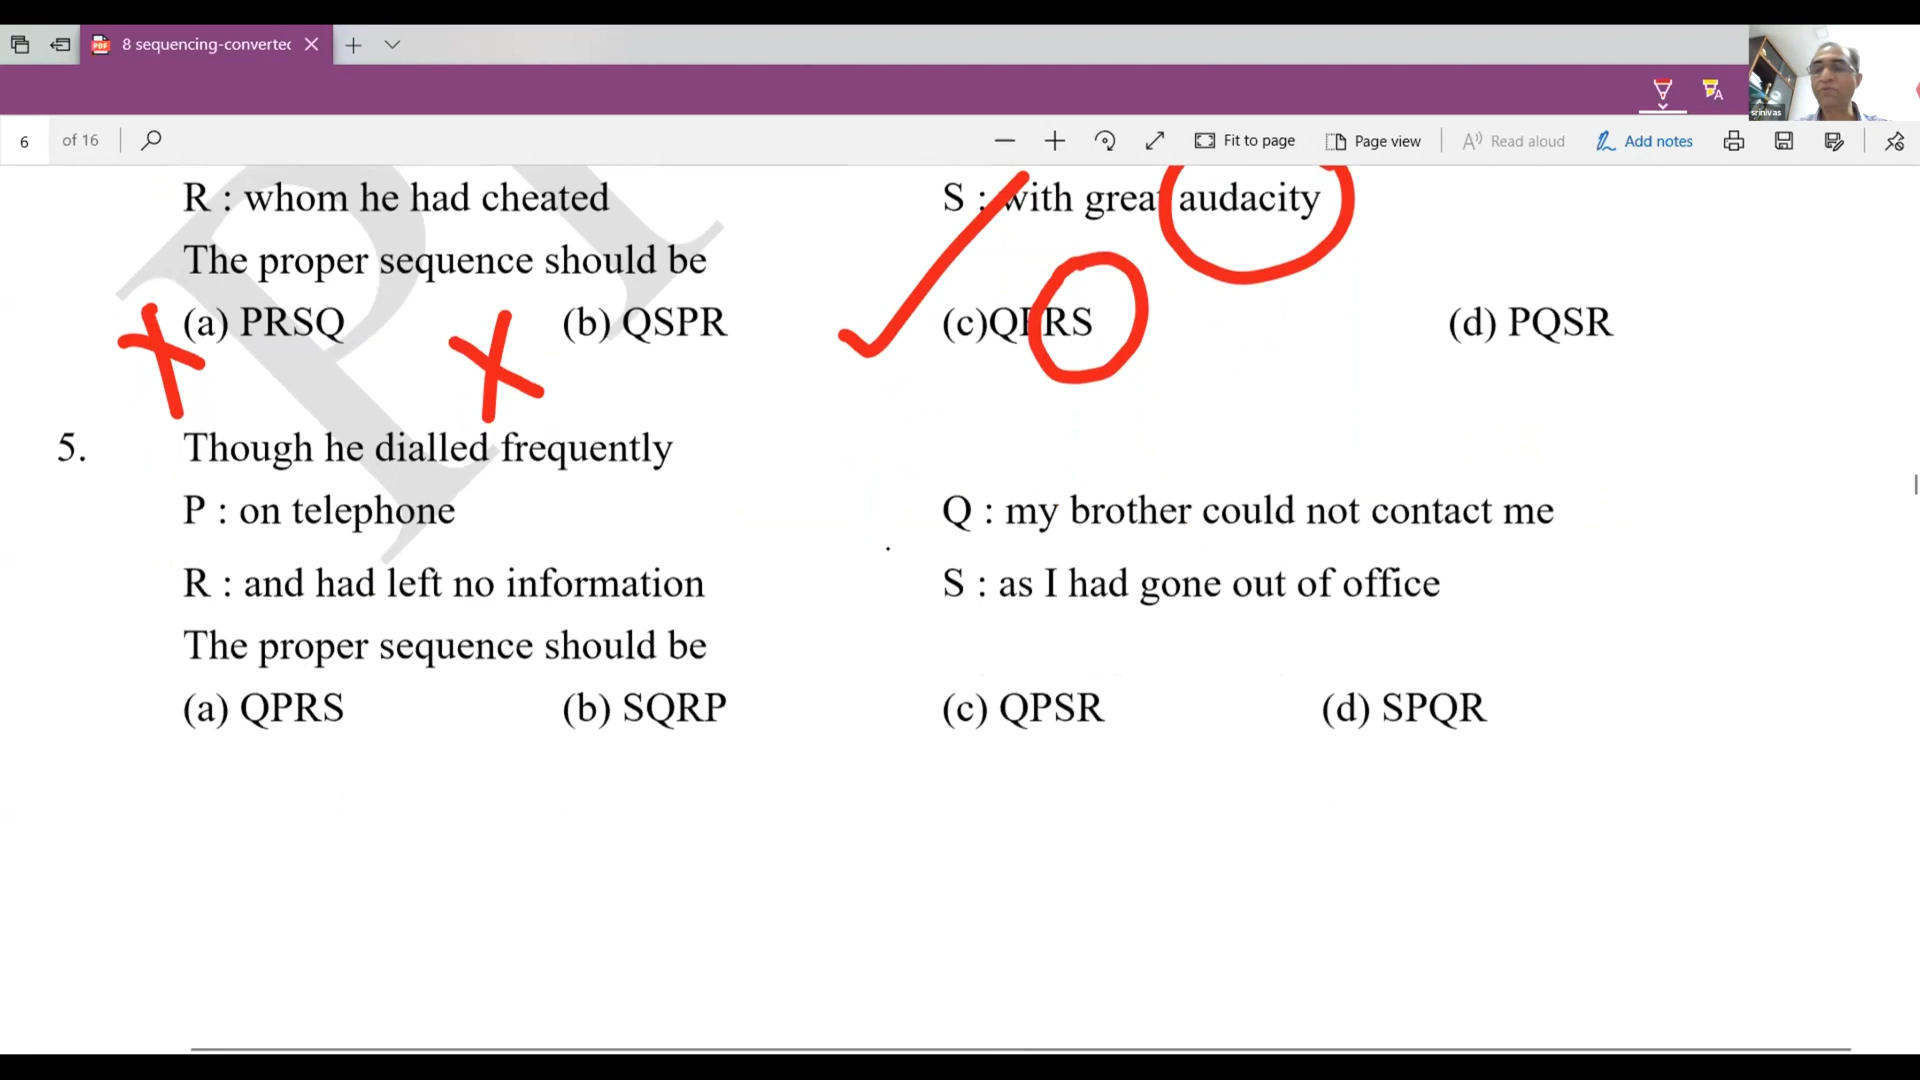 8 sequencing-converted
srinivas
6 of 16 Fit to page Page view Read aloud Add notes
R : whom he had cheated S : with great audacity
The proper sequence should be
(a) PRSQ (b) QSPR (c)QPRS (d) PQSR
5. Though he dialled frequently
P : on telephone Q : my brother could not contact me
R : and had left no information S : as I had gone out of office
The proper sequence should be
(a) QPRS (b) SQRP (c) QPSR (d) SPQR